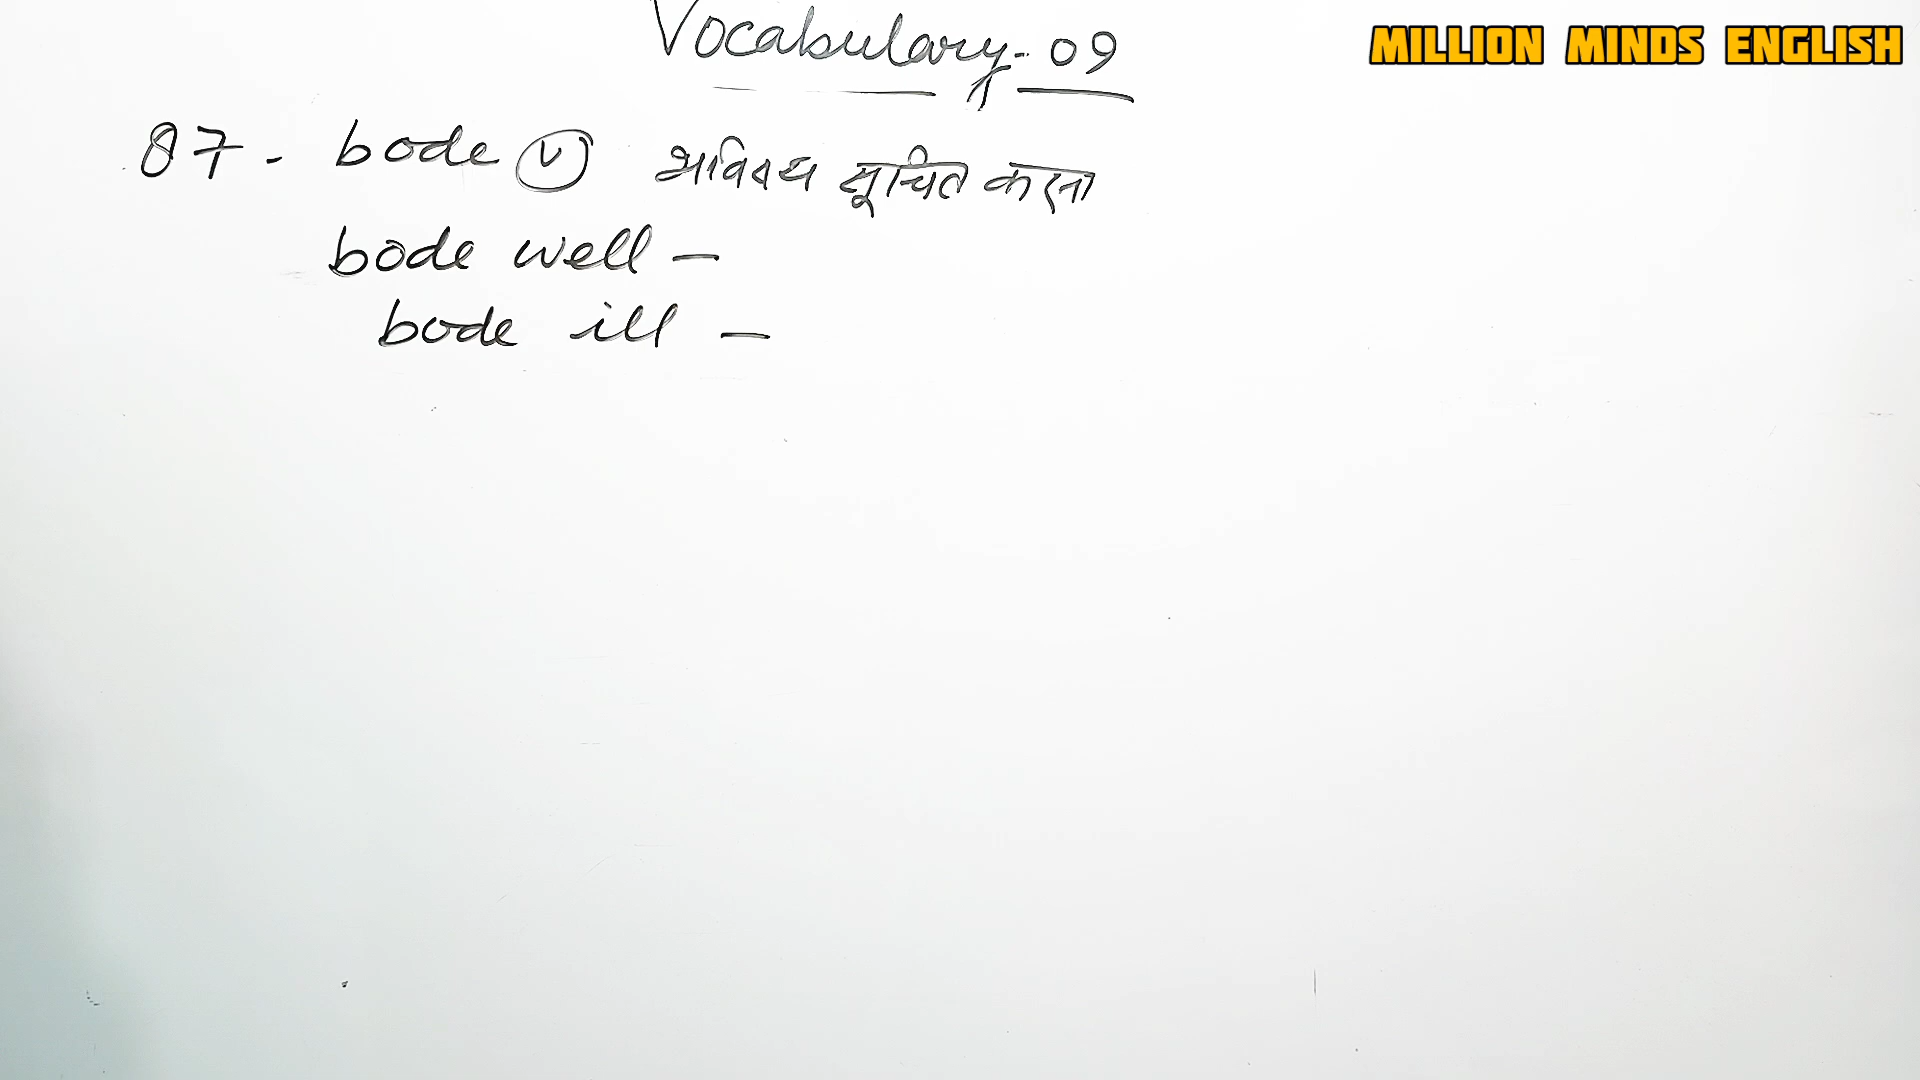 Vocabulary-09
MILLION MINDS ENGLISH
87- bode (v) भविष्य सूचित करना
bode well -
bode ill -